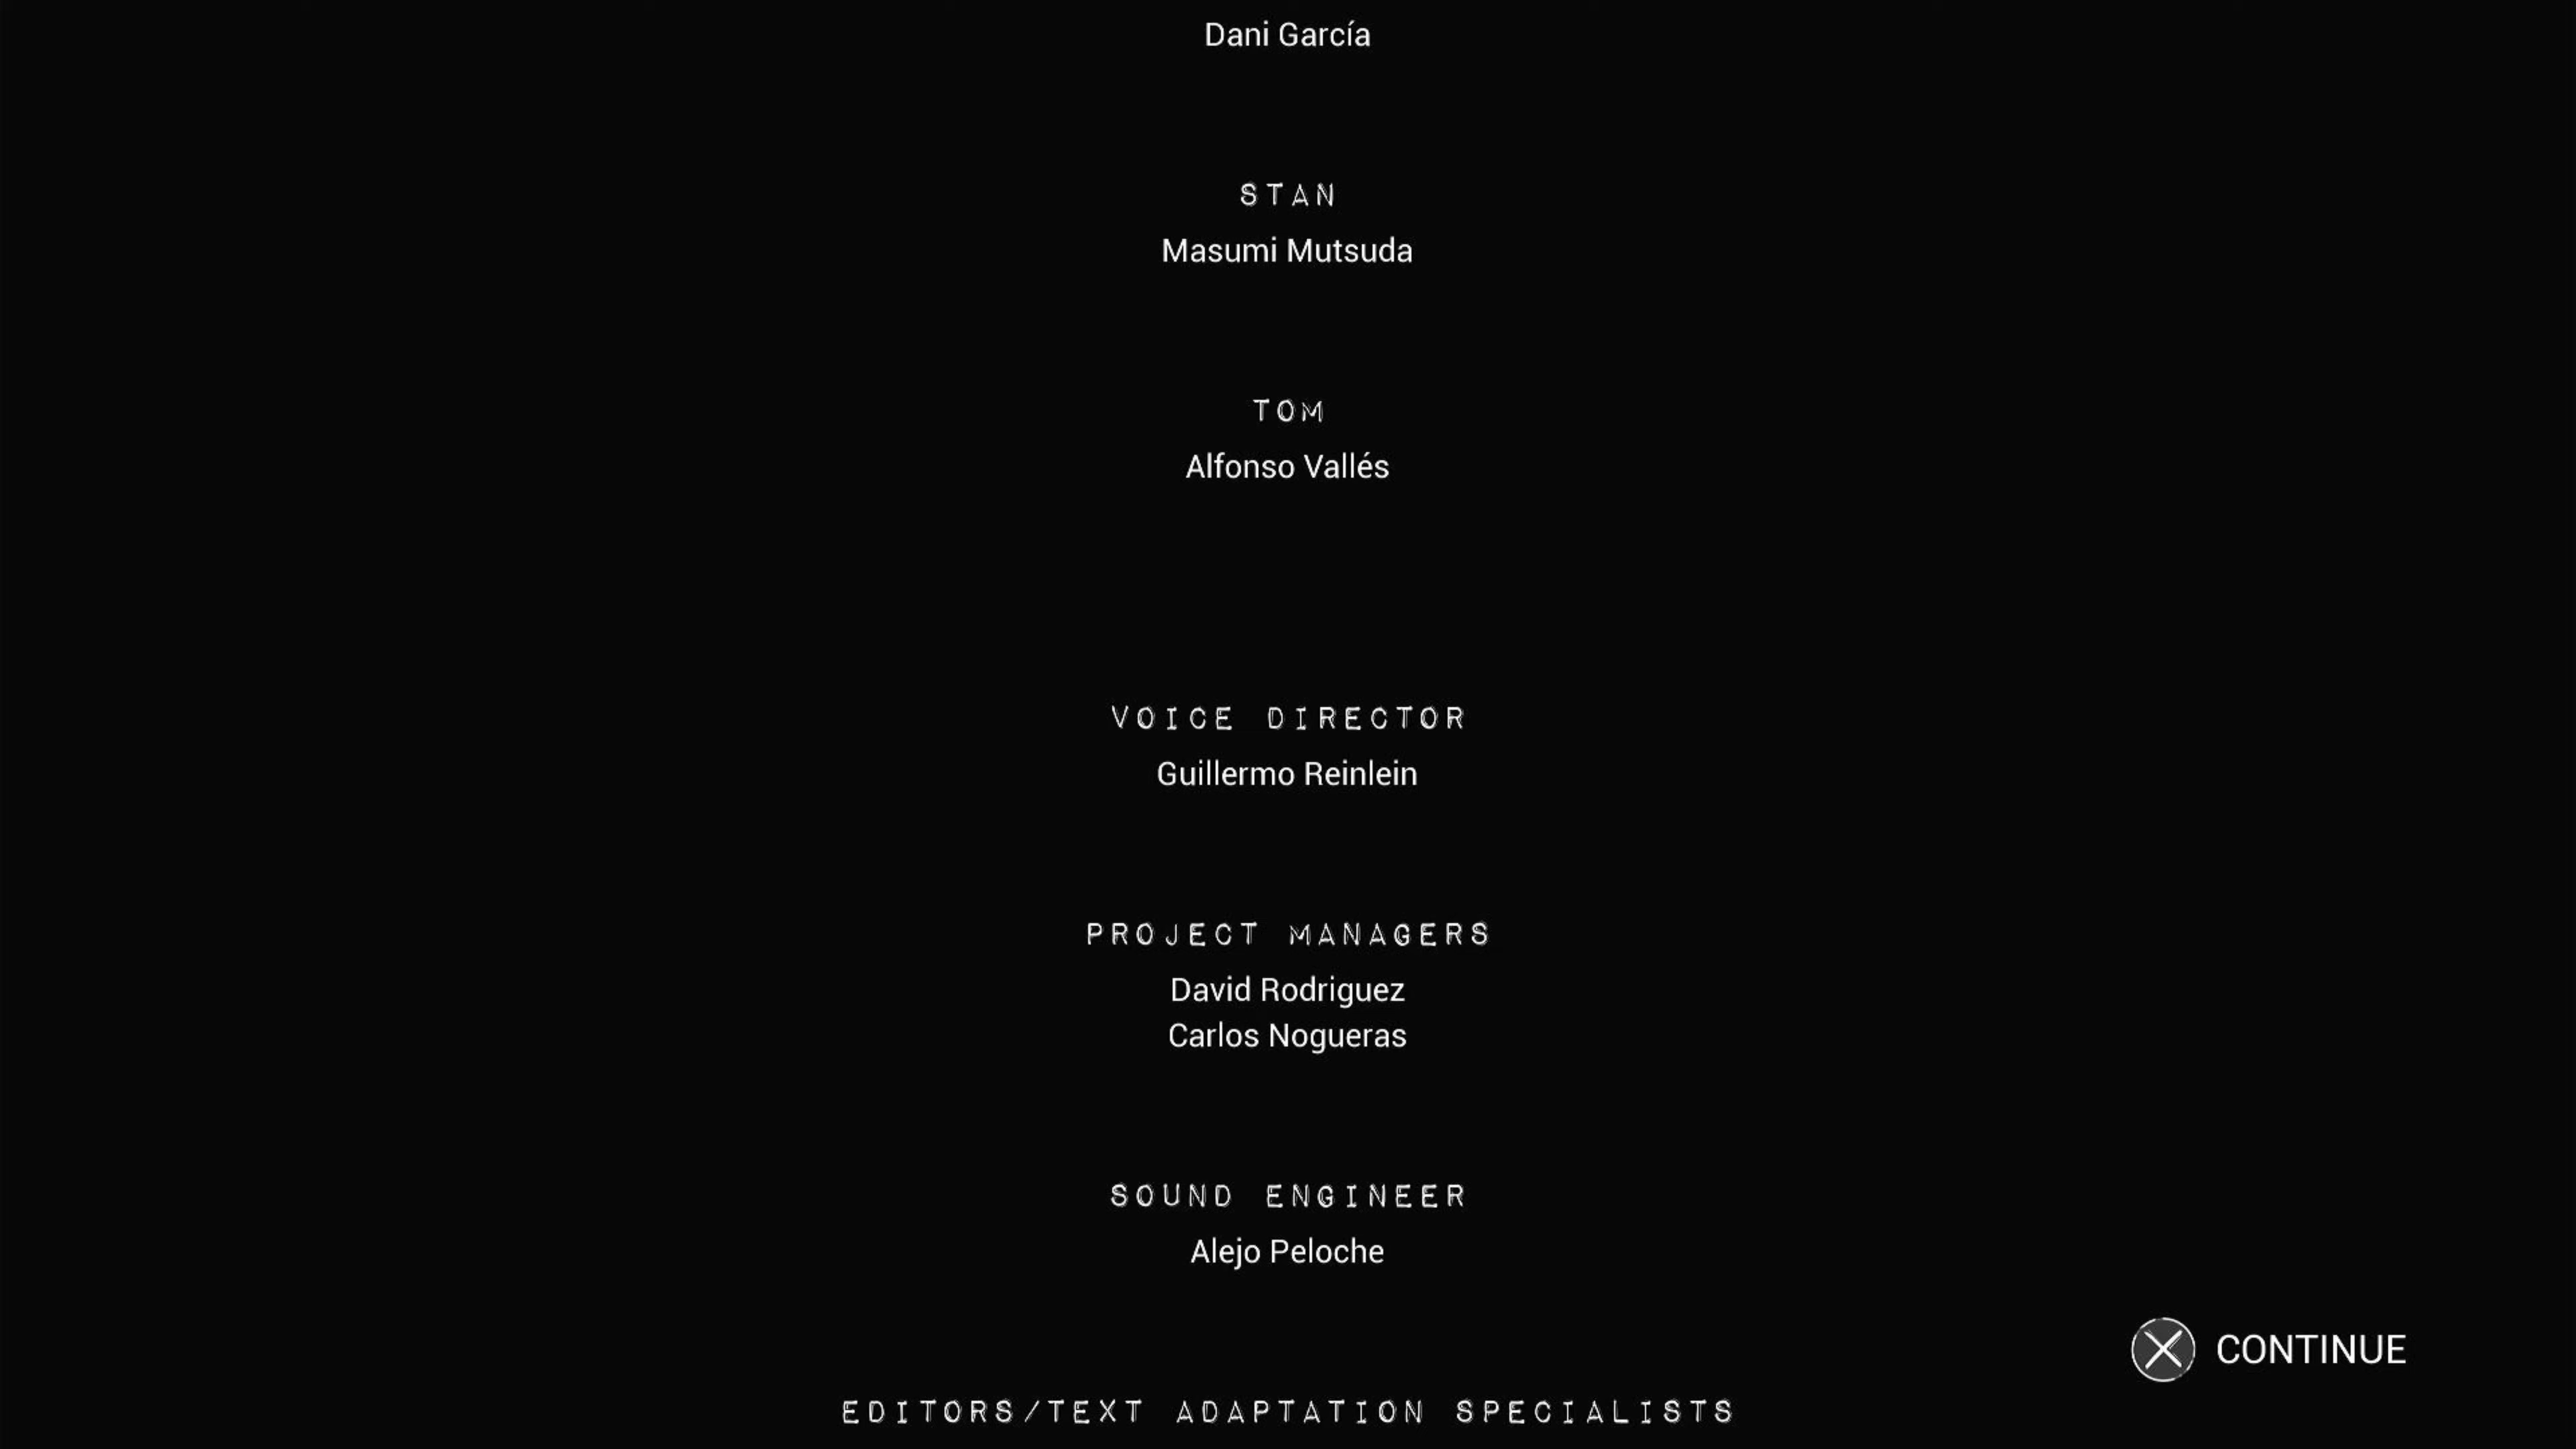 Dani García
STAN
Masumi Mutsuda
TOM
Alfonso Vallés
VOICE DIRECTOR
Guillermo Reinlein
PROJECT MANAGERS
David Rodriguez
Carlos Nogueras
SOUND ENGINEER
Alejo Peloche
CONTINUE
EDITORS/TEXT ADAPTATION SPECIALISTS